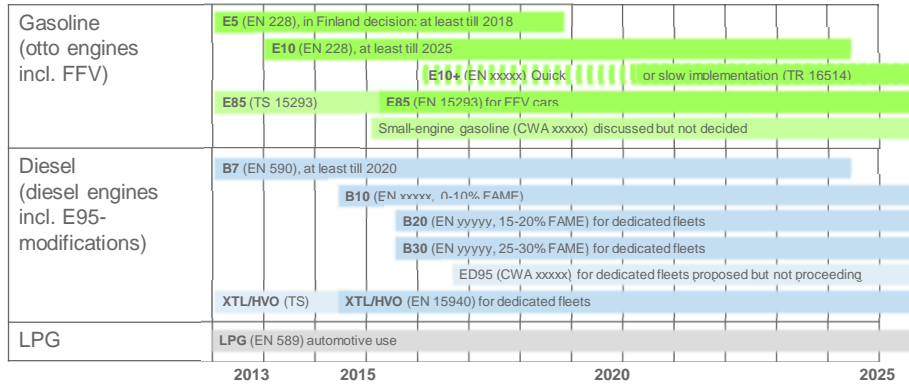 Gasoline
(otto engines
incl. FFV)
E5 (EN 228), in Finland decision: at least till 2018
E10 (EN 228), at least till 2025
E10+ (EN xxxxx) Quick or slow implementation (TR 16514)
E85 (TS 15293) E85 (EN 15293) for FFV cars
Small-engine gasoline (CWA xxxxx) discussed but not decided
Diesel
(diesel engines
incl. E95-
modifications)
B7 (EN 590), at least till 2020
B10 (EN xxxxx, 0-10% FAME)
B20 (EN yyyyy, 15-20% FAME) for dedicated fleets
B30 (EN yyyyy, 25-30% FAME) for dedicated fleets
ED95 (CWA xxxxx) for dedicated fleets proposed but not proceeding
XTL/HVO (TS) XTL/HVO (EN 15940) for dedicated fleets
LPG
LPG (EN 589) automotive use
2013 2015 2020 2025